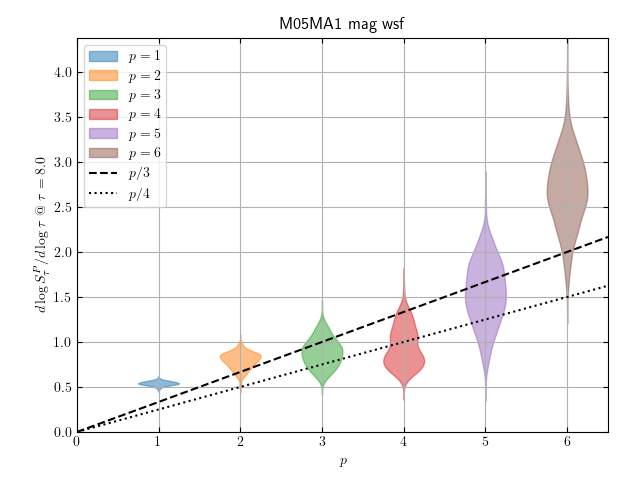 M05MA1 mag wsf
d log S_τ^P / d log τ @ τ = 8.0
4.0
3.5
3.0
2.5
2.0
1.5
1.0
0.5
0.0
p = 1
p = 2
p = 3
p = 4
p = 5
p = 6
p/3
p/4
0 1 2 3 4 5 6
p